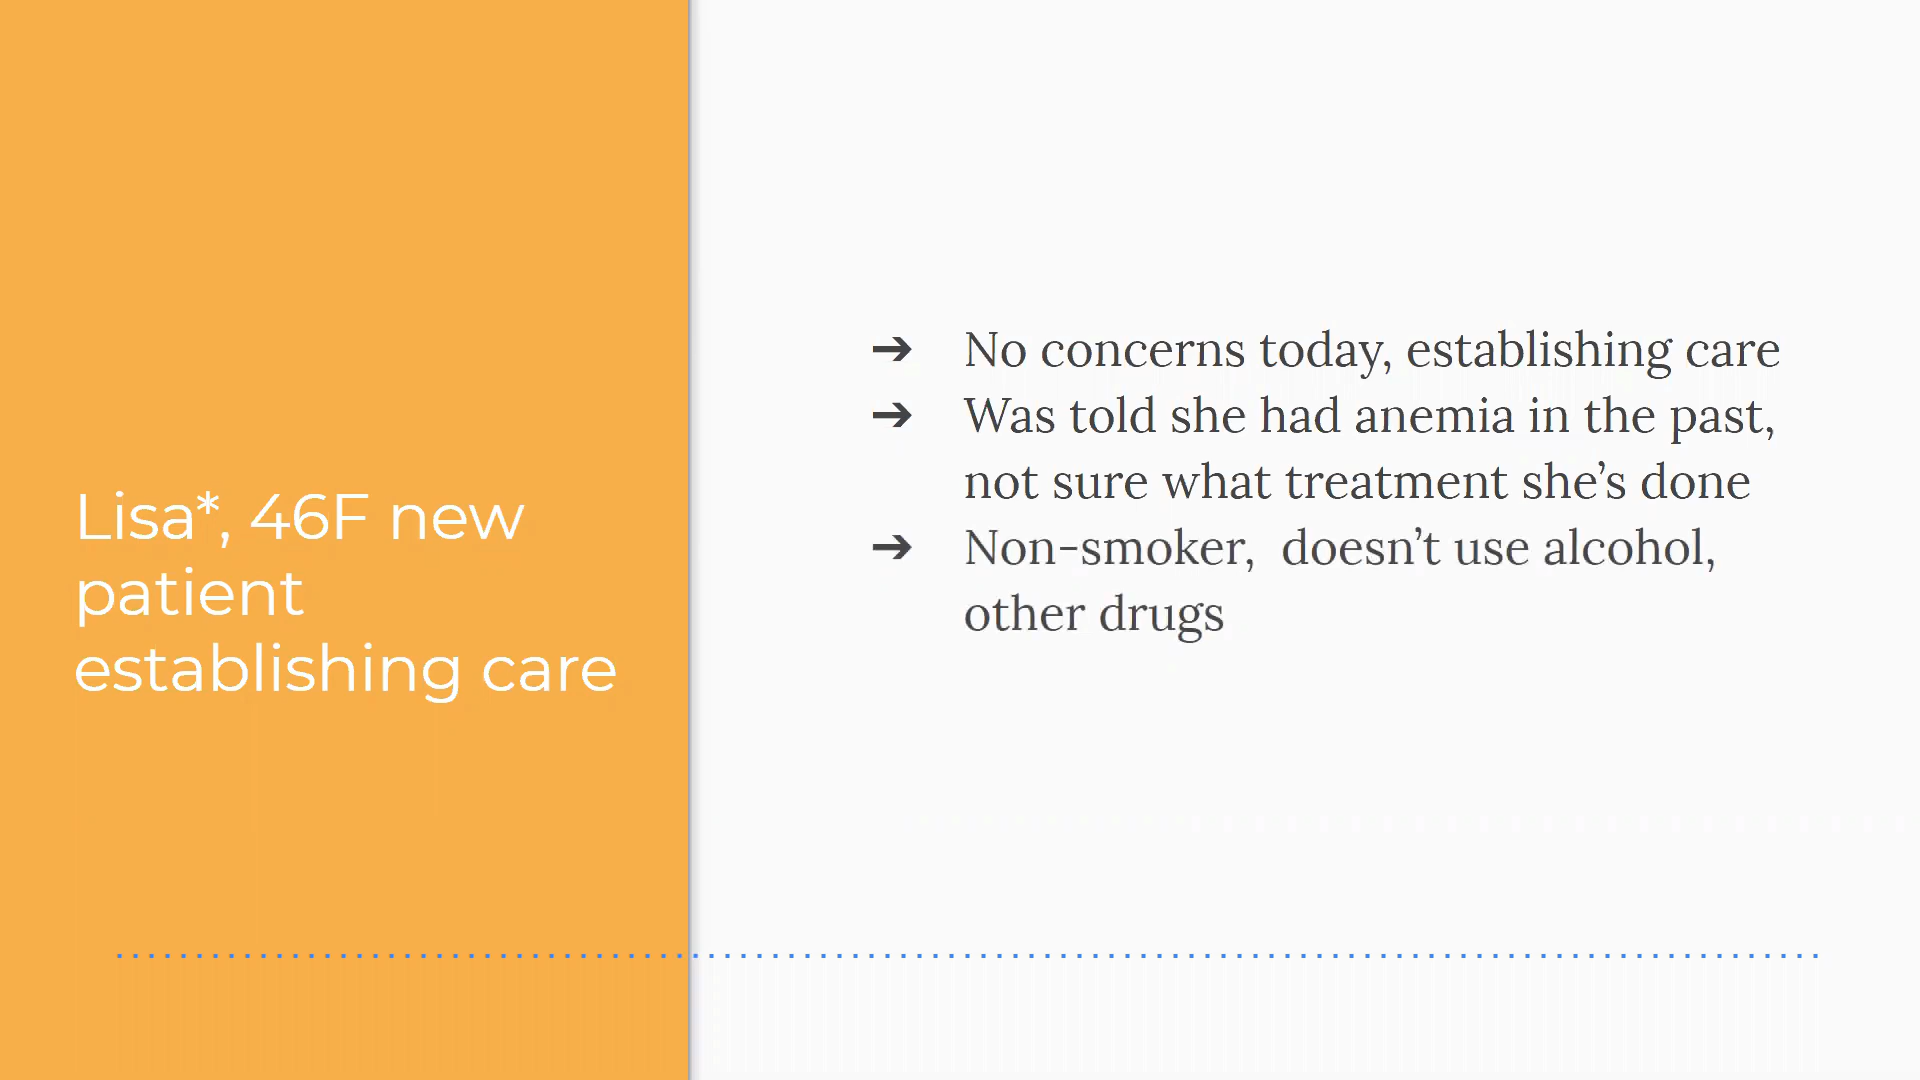 Lisa*, 46F new
patient
establishing care
➔ No concerns today, establishing care
➔ Was told she had anemia in the past,
not sure what treatment she’s done
➔ Non-smoker,  doesn’t use alcohol,
other drugs